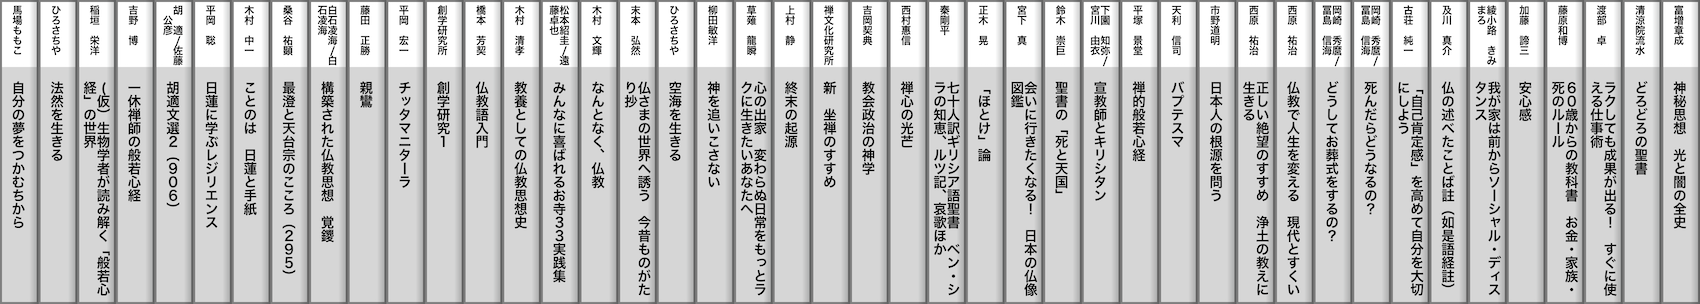 富増章成
神秘思想　光と闇の全史
清涼院流水
どろどろの聖書
渡部　卓
ラクしても成果が出る！　すぐに使
える仕事術
藤原和博
６０歳からの教科書　お金・家族・
死のルール
加藤　諦三
安心感
綾小路　きみ
まろ
我が家は前からソーシャル・ディス
タンス
及川　真介
仏の述べたことば註（如是語経註）
古荘　純一
「自己肯定感」を高めて自分を大切
にしよう
岡崎　秀麿/
冨島　信海
死んだらどうなるの？
岡崎　秀麿/
冨島　信海
どうしてお葬式をするの？
西原　祐治
仏教で人生を変える　現代とすくい
西原　祐治
正しい絶望のすすめ　浄土の教えに
生きる
市野道明
日本人の根源を問う
天利　信司
バプテスマ
平塚　景堂
禅的般若心経
下園　知弥/
宮川　由衣
宣教師とキリシタン
鈴木　崇巨
聖書の「死と天国」
宮下　真
会いに行きたくなる！　日本の仏像
図鑑
正木　晃
「ほとけ」論
秦剛平
七十人訳ギリシア語聖書　ベン・シ
ラの知恵、ルツ記、哀歌ほか
西村惠信
禅心の光芒
吉岡契典
教会政治の神学
禅文化研究所
新　坐禅のすすめ
上村　静
終末の起源
草薙　龍瞬
心の出家　変わらぬ日常をもっとラ
クに生きたいあなたへ
柳田敏洋
神を追いこさない
ひろさちや
空海を生きる
末本　弘然
仏さまの世界へ誘う　今昔ものがた
り抄
木村　文輝
なんとなく、仏教
松本紹圭/遠
藤卓也
みんなに喜ばれるお寺３３実践集
木村　清孝
教養としての仏教思想史
橋本　芳契
仏教語入門
創学研究所
創学研究１
平岡　宏一
チッタマニターラ
藤田　正勝
親鸞
白石凌海/白
石凌海
構築された仏教思想　覚鑁
桑谷　祐顕
最澄と天台宗のこころ（２９５）
木村　中一
ことのは　日蓮と手紙
平岡　聡
日蓮に学ぶレジリエンス
胡　適/佐藤
公彦
胡適文選２（９０６）
吉野　博
一休禅師の般若心経
稲垣　栄洋
（仮）生物学者が読み解く「般若心
経」の世界
ひろさちや
法然を生きる
馬場ももこ
自分の夢をつかむちから